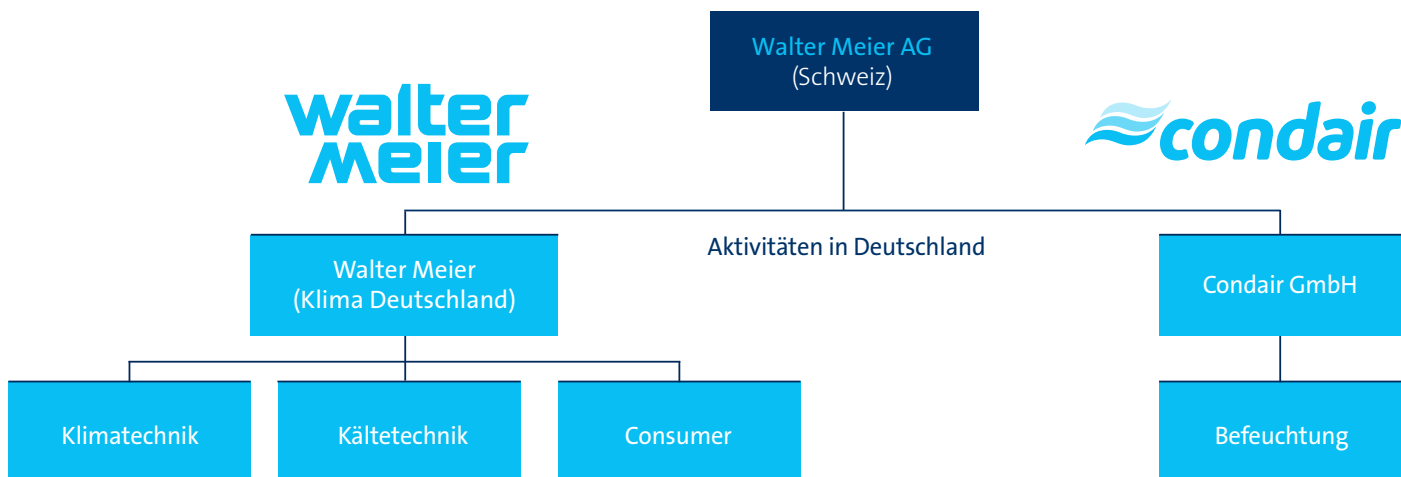 Walter Meier AG
(Schweiz)
walter
meier
condair
Aktivitäten in Deutschland
Walter Meier
(Klima Deutschland)
Condair GmbH
Klimatechnik
Kältetechnik
Consumer
Befeuchtung